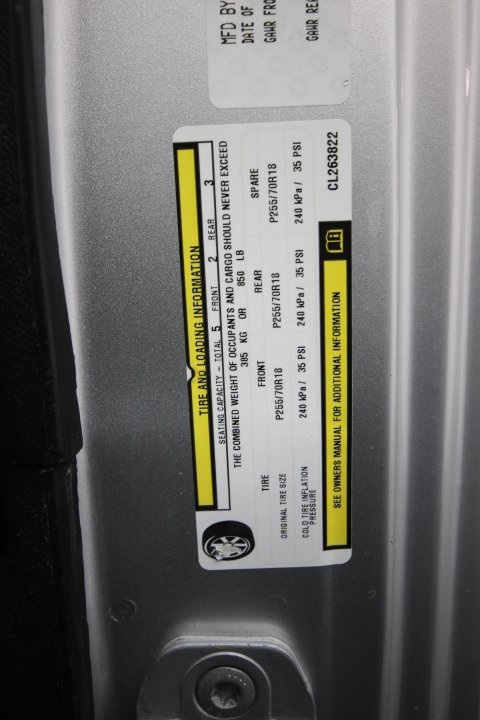 MFD BY
DATE OF
GAWR FRO
GAWR RE
TIRE AND LOADING INFORMATION
SEATING CAPACITY - TOTAL 5 FRONT 2 REAR 3
THE COMBINED WEIGHT OF OCCUPANTS AND CARGO SHOULD NEVER EXCEED
385 KG OR 850 LB
TIRE FRONT REAR SPARE
ORIGINAL TIRE SIZE P255/70R18 P255/70R18 P255/70R18
COLD TIRE INFLATION
PRESSURE 240 kPa / 35 PSI 240 kPa / 35 PSI 240 kPa / 35 PSI
SEE OWNERS MANUAL FOR ADDITIONAL INFORMATION
CL263822